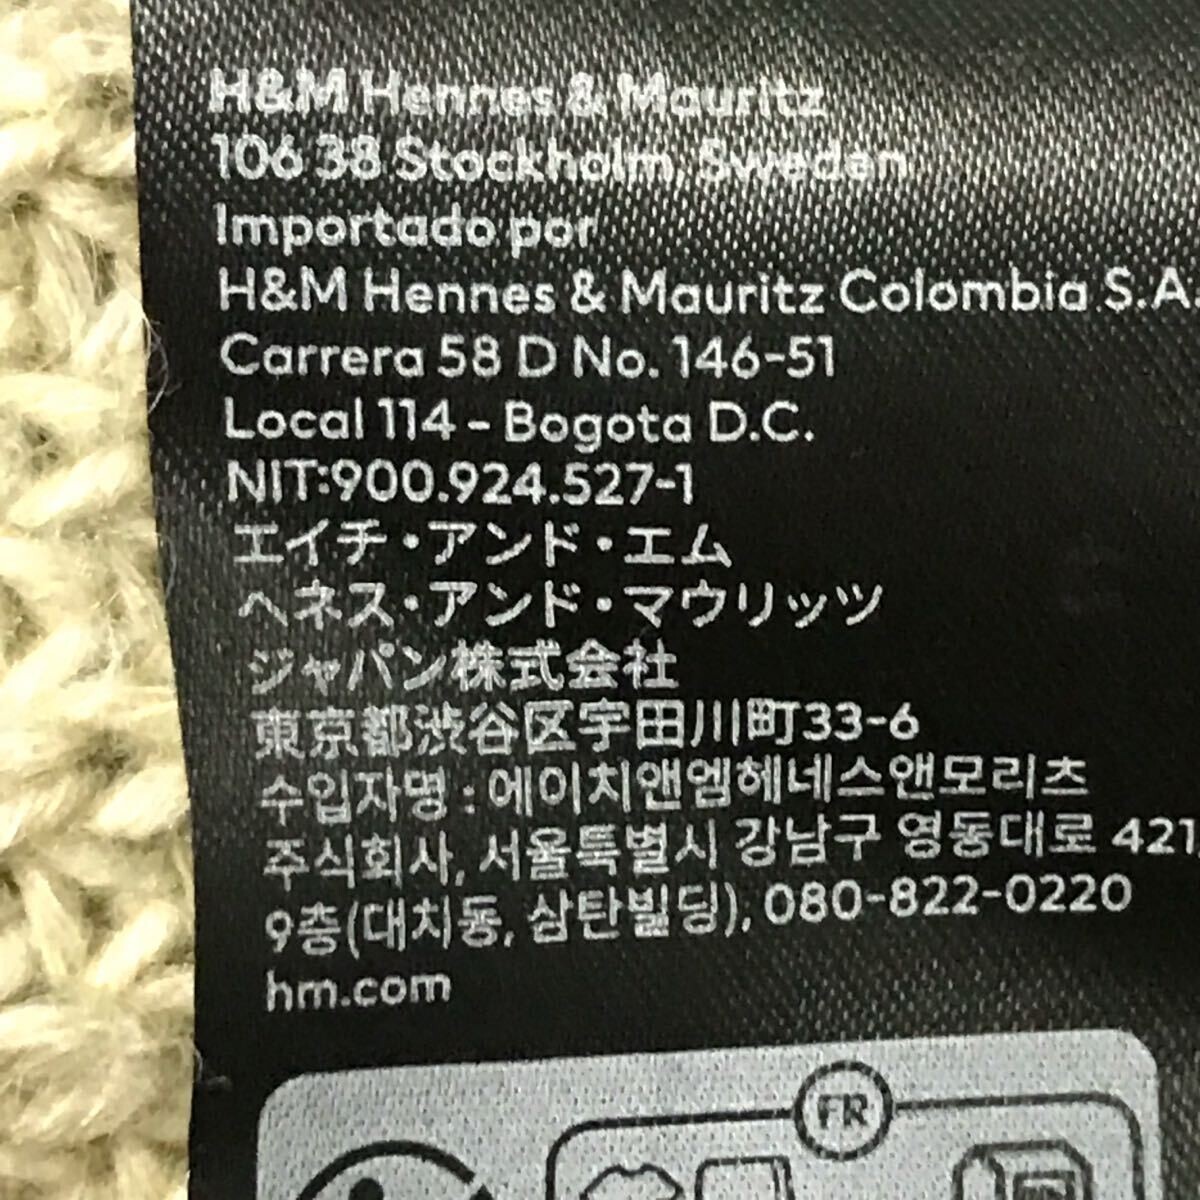 H&M Hennes & Mauritz
106 38 Stockholm, Sweden
Importado por
H&M Hennes & Mauritz Colombia S.A
Carrera 58 D No. 146-51
Local 114 - Bogota D.C.
NIT:900.924.527-1
エイチ・アンド・エム
ヘネス・アンド・マウリッツ
ジャパン株式会社
東京都渋谷区宇田川町33-6
수입자명 : 에이치앤엠헤네스앤모리츠
주식회사, 서울특별시 강남구 영동대로 421,
9층(대치동, 삼탄빌딩), 080-822-0220
hm.com
FR